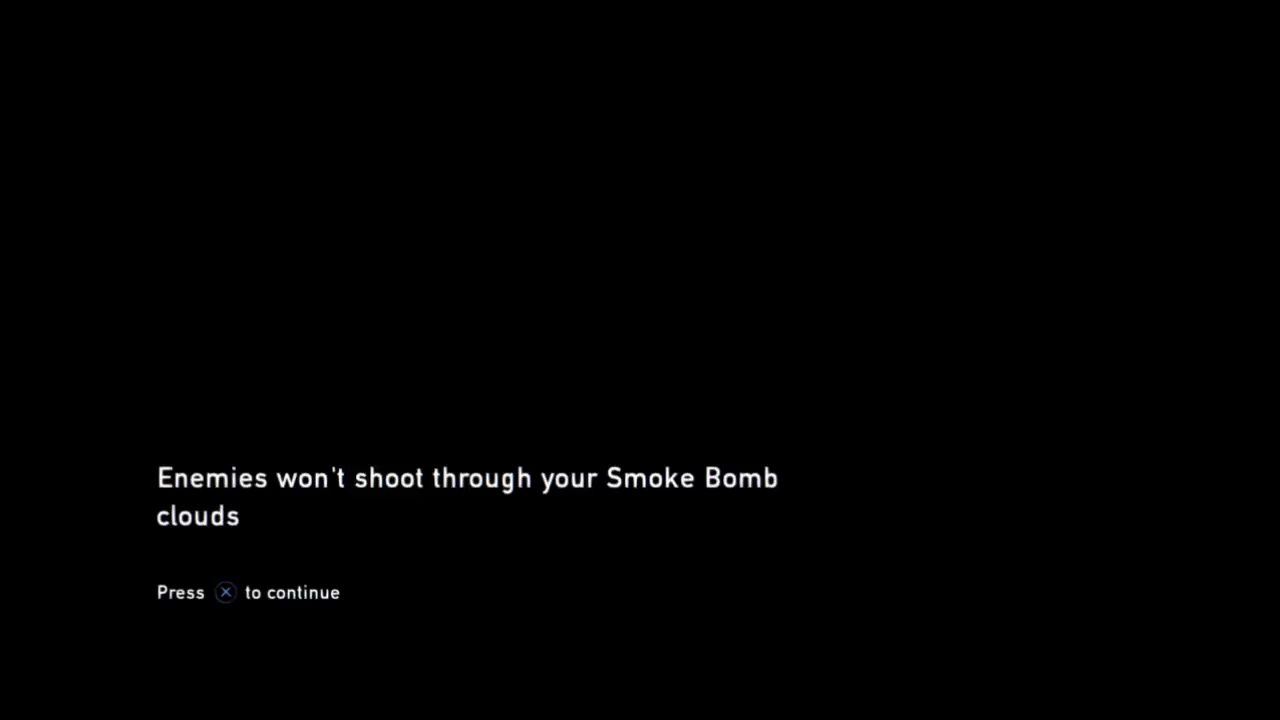 Enemies won't shoot through your Smoke Bomb
clouds
Press ⓧ to continue